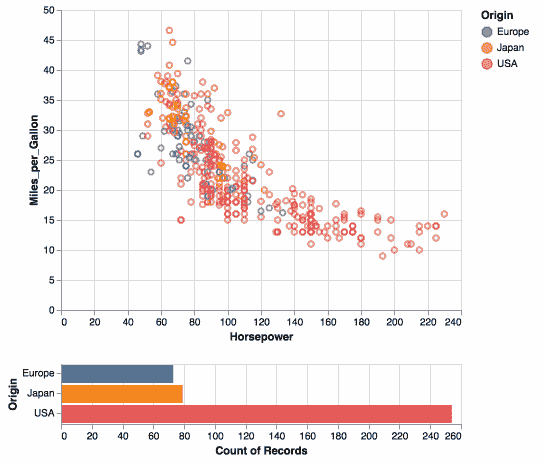 Origin
Europe
Japan
USA
Miles_per_Gallon
50
45
40
35
30
25
20
15
10
5
0
0 20 40 60 80 100 120 140 160 180 200 220 240
Horsepower
Origin
Europe
Japan
USA
0 20 40 60 80 100 120 140 160 180 200 220 240 260
Count of Records